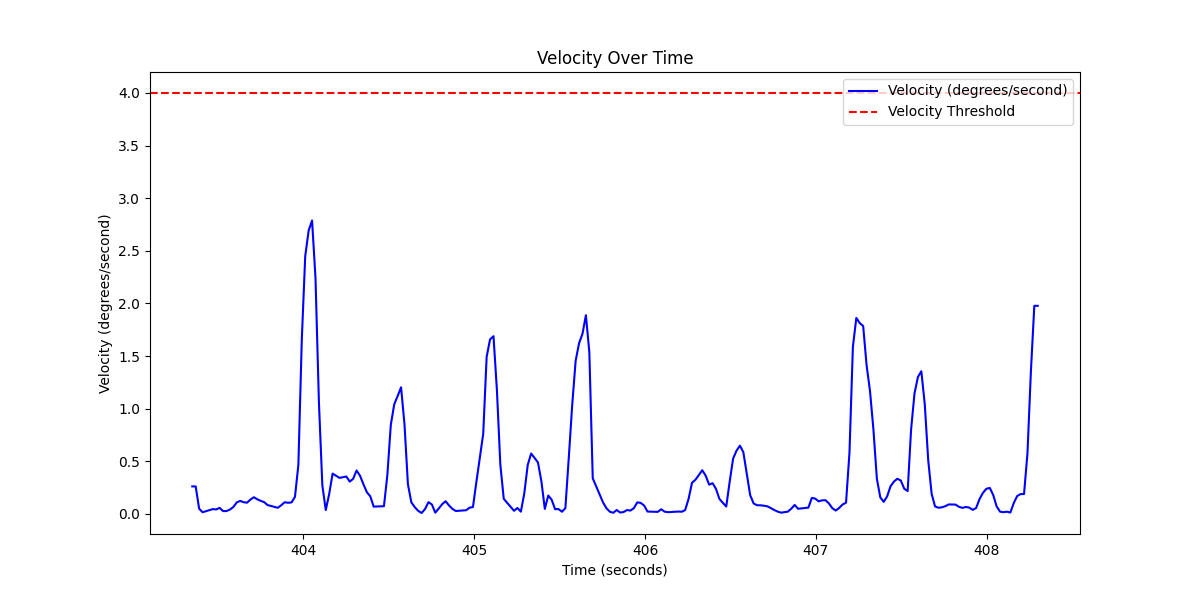 Velocity Over Time
Velocity (degrees/second)
Velocity Threshold
4.0
3.5
3.0
2.5
2.0
1.5
1.0
0.5
0.0
Velocity (degrees/second)
404
405
406
407
408
Time (seconds)